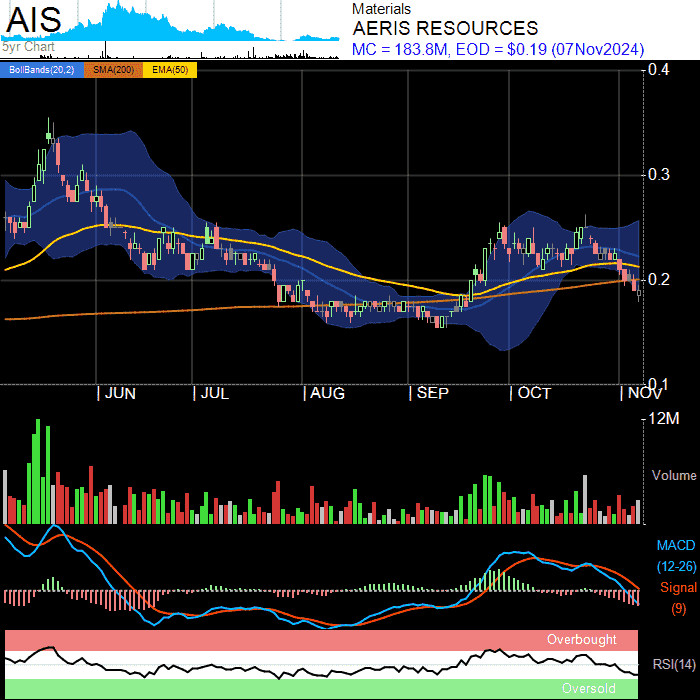 AIS
5yr Chart
Materials
AERIS RESOURCES
MC = 183.8M, EOD = $0.19 (07Nov2024)
BollBands(20,2) SMA(200) EMA(50)
0.4
0.3
0.2
0.1
JUN JUL AUG SEP OCT NOV
12M
Volume
MACD
(12-26)
Signal
(9)
Overbought
RSI(14)
Oversold